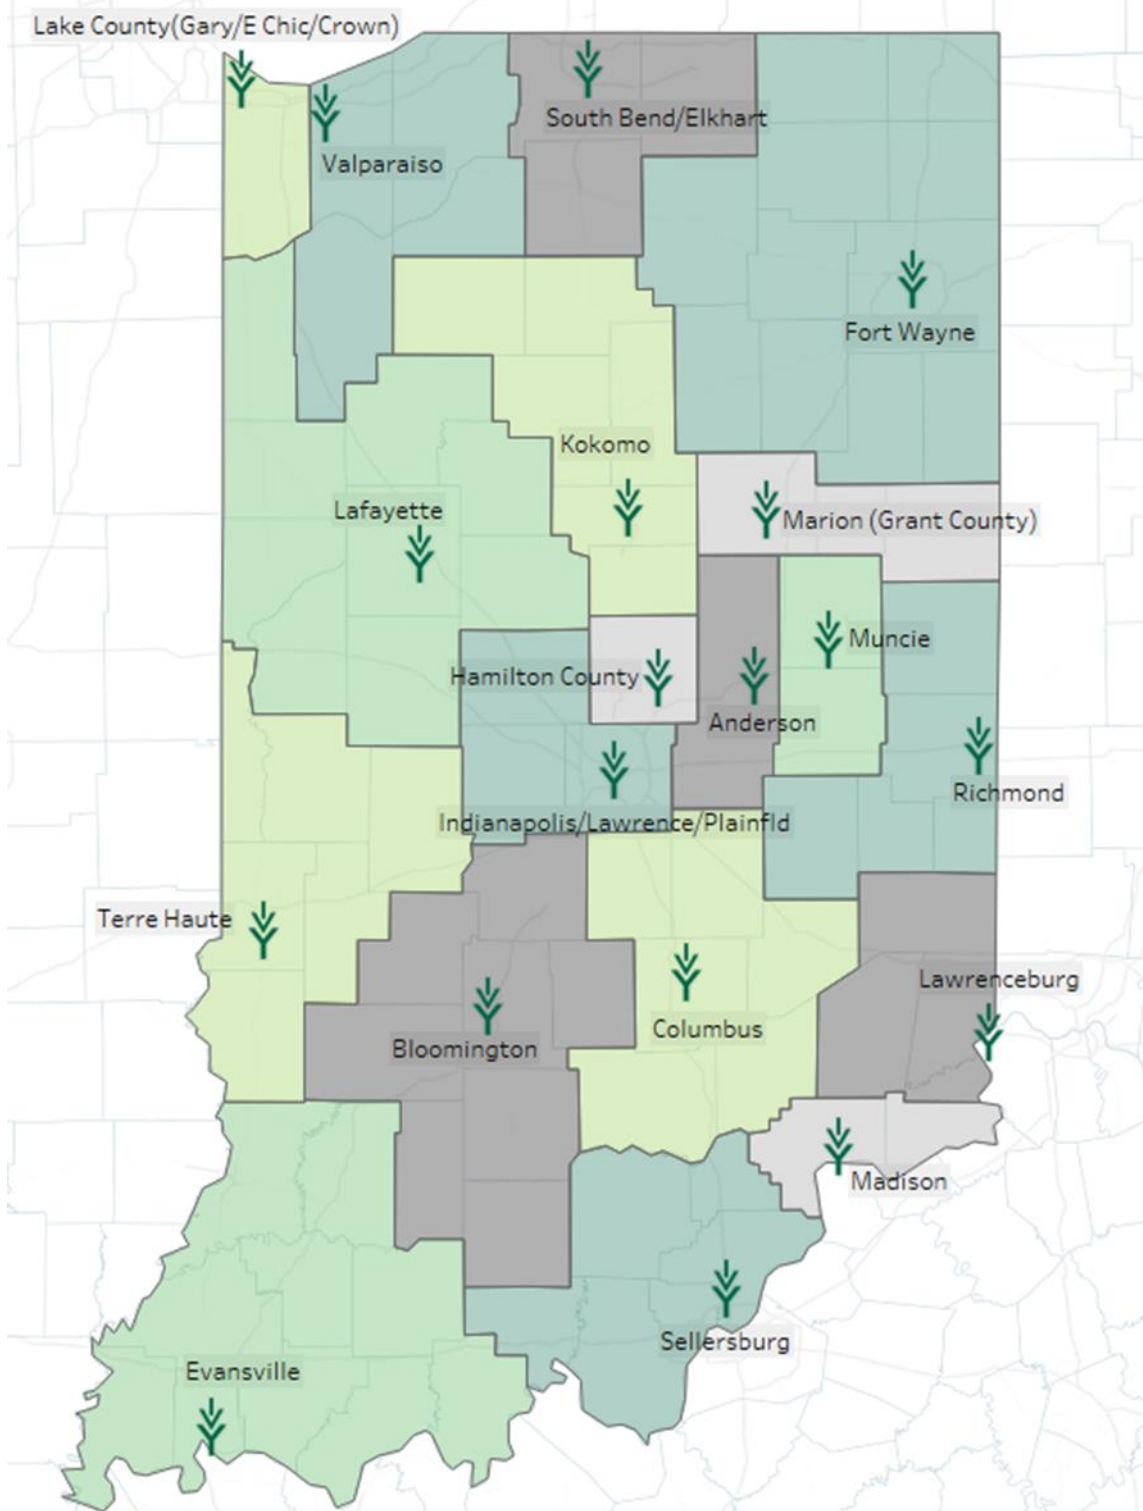 Lake County(Gary/E Chic/Crown)
South Bend/Elkhart
Valparaiso
Fort Wayne
Kokomo
Lafayette
Marion (Grant County)
Muncie
Hamilton County
Anderson
Richmond
Indianapolis/Lawrence/Plainfld
Terre Haute
Lawrenceburg
Columbus
Bloomington
Madison
Sellersburg
Evansville